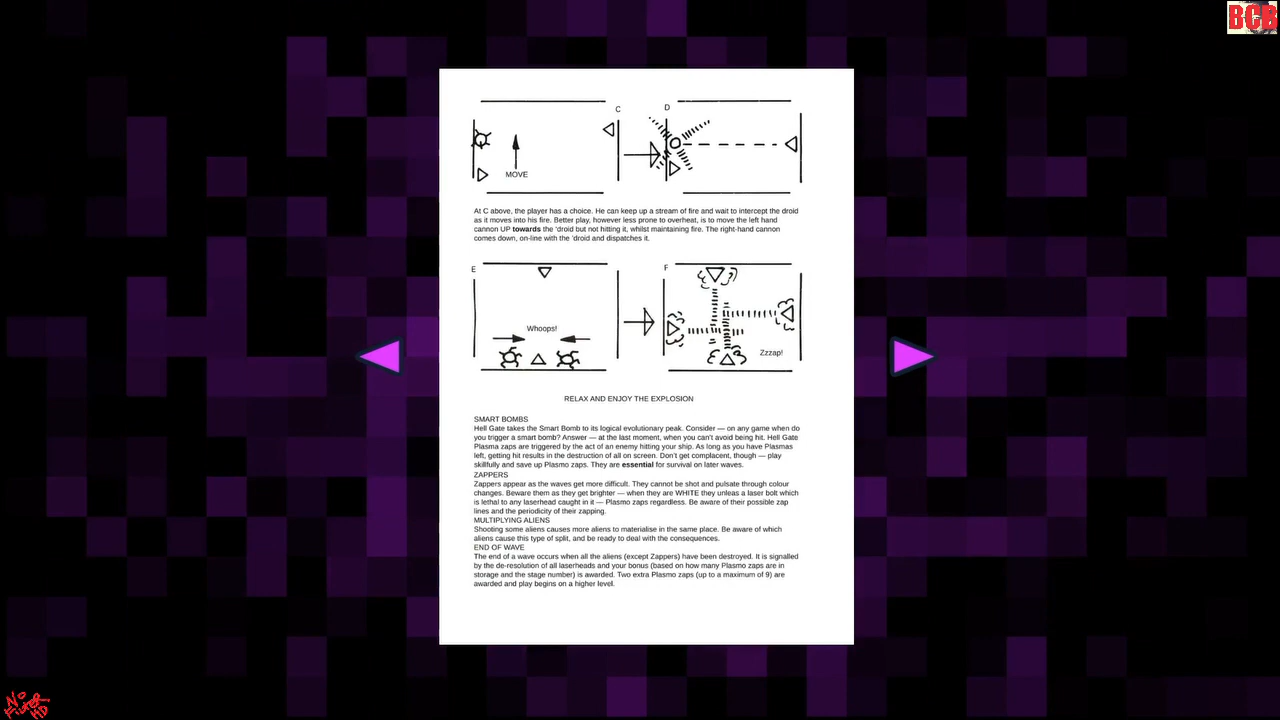 BCB
C
D
MOVE
At C above, the player has a choice. He can keep up a stream of fire and wait to intercept the droid
as it moves into his fire. Better play, however less prone to overheat, is to move the left hand
cannon UP towards the 'droid but not hitting it, whilst maintaining fire. The right-hand cannon
comes down, on-line with the 'droid and dispatches it.
E
F
Whoops!
Zzzap!
RELAX AND ENJOY THE EXPLOSION
SMART BOMBS
Hell Gate takes the Smart Bomb to its logical evolutionary peak. Consider — on any game when do
you trigger a smart bomb? Answer — at the last moment, when you can't avoid being hit. Hell Gate
Plasma zaps are triggered by the act of an enemy hitting your ship. As long as you have Plasmas
left, getting hit results in the destruction of all on screen. Don't get complacent, though — play
skillfully and save up Plasmo zaps. They are essential for survival on later waves.
ZAPPERS
Zappers appear as the waves get more difficult. They cannot be shot and pulsate through colour
changes. Beware them as they get brighter — when they are WHITE they unleas a laser bolt which
is lethal to any laserhead caught in it — Plasmo zaps regardless. Be aware of their possible zap
lines and the periodicity of their zapping.
MULTIPLYING ALIENS
Shooting some aliens causes more aliens to materialise in the same place. Be aware of which
aliens cause this type of split, and be ready to deal with the consequences.
END OF WAVE
The end of a wave occurs when all the aliens (except Zappers) have been destroyed. It is signalled
by the de-resolution of all laserheads and your bonus (based on how many Plasmo zaps are in
storage and the stage number) is awarded. Two extra Plasmo zaps (up to a maximum of 9) are
awarded and play begins on a higher level.